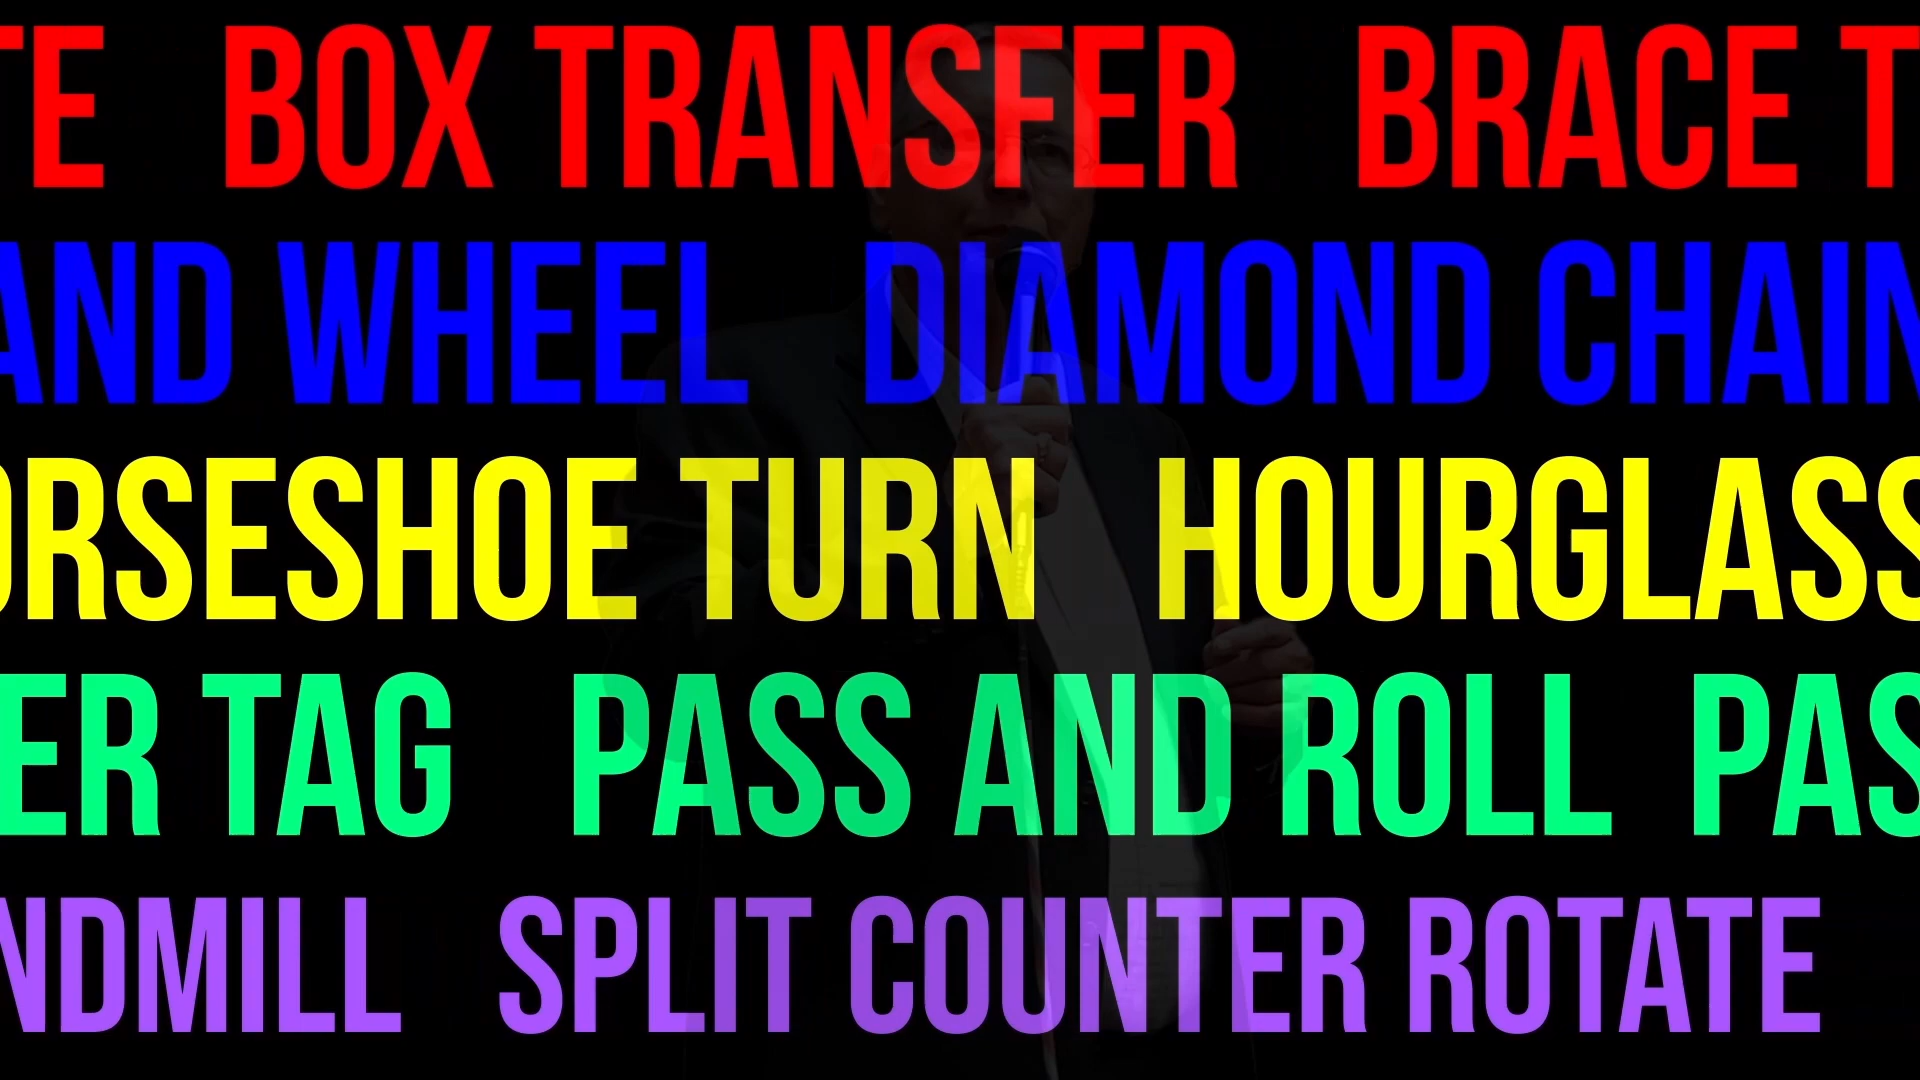 TE BOX TRANSFER BRACE T
AND WHEEL DIAMOND CHAIN
ORSESHOE TURN HOURGLASS
ER TAG PASS AND ROLL PAS
NDMILL SPLIT COUNTER ROTATE